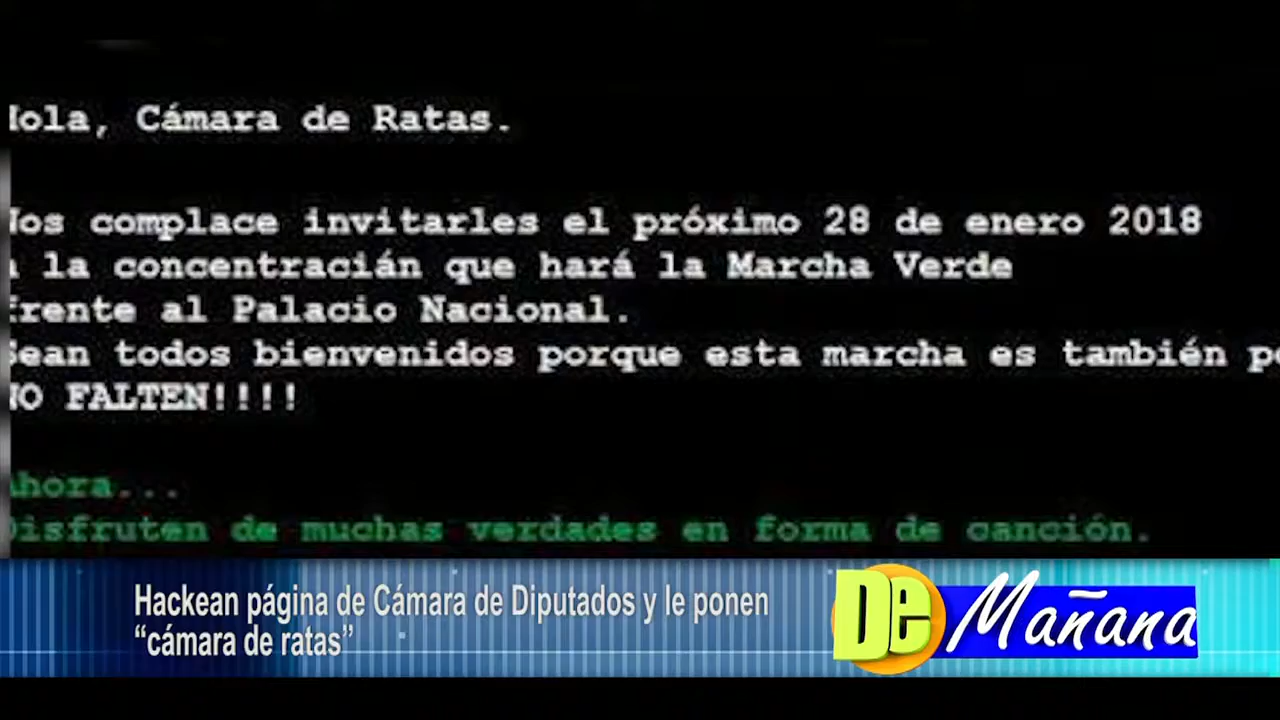 Hola, Cámara de Ratas.
Nos complace invitarles el próximo 28 de enero 2018
a la concentracián que hará la Marcha Verde
frente al Palacio Nacional.
Sean todos bienvenidos porque esta marcha es también
NO FALTEN!!!!
Ahora...
Disfruten de muchas verdades en forma de canción.
Hackean página de Cámara de Diputados y le ponen
“cámara de ratas”
De Mañana